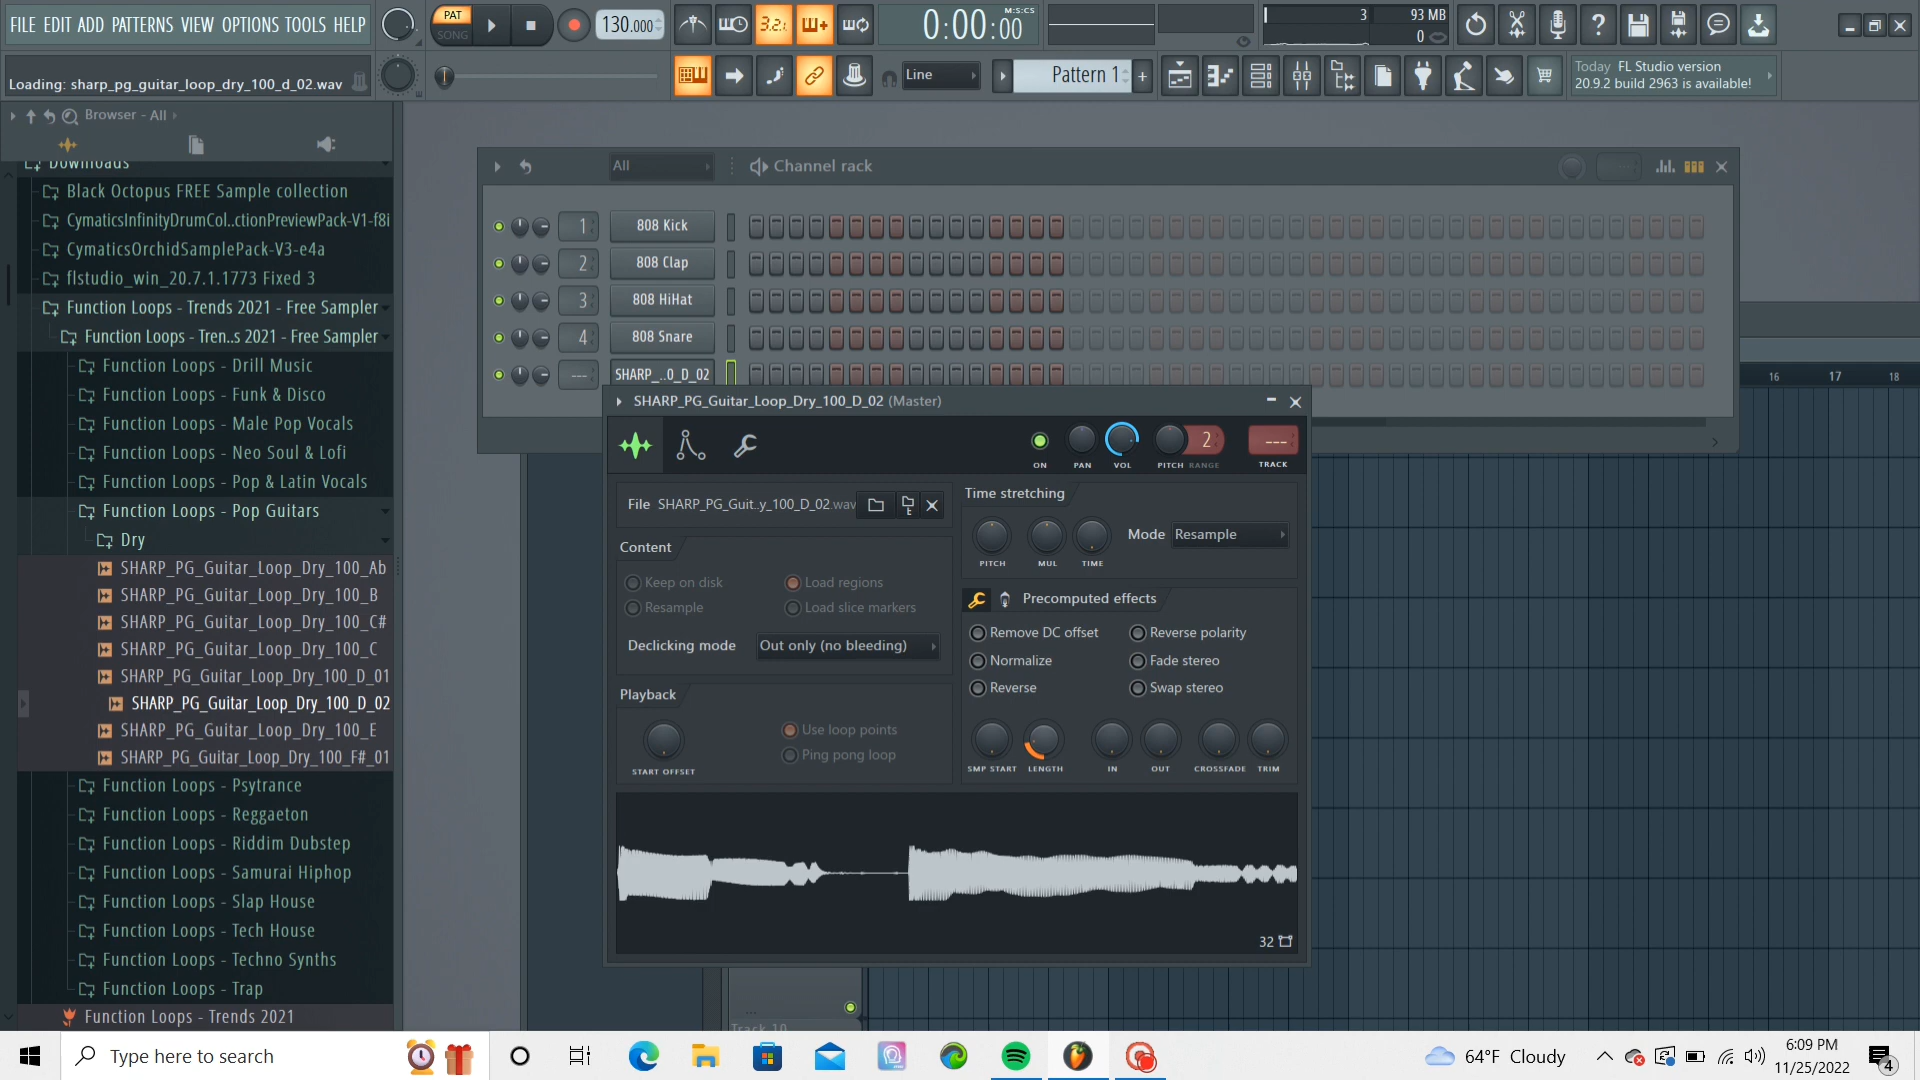 FILE EDIT ADD PATTERNS VIEW OPTIONS TOOLS HELP
PAT
SONG
130.000
3.2.1
0:00:00
M:S:CS
3
93 MB
0
Loading: sharp_pg_guitar_loop_dry_100_d_02.wav
Line
Pattern 1
+
Today FL Studio version
20.9.2 build 2963 is available!
Browser - All
Downloads
Black Octopus FREE Sample collection
CymaticsInfinityDrumCol..ctionPreviewPack-V1-f8i
CymaticsOrchidSamplePack-V3-e4a
flstudio_win_20.7.1.1773 Fixed 3
Function Loops - Trends 2021 - Free Sampler
Function Loops - Tren..s 2021 - Free Sampler
Function Loops - Drill Music
Function Loops - Funk & Disco
Function Loops - Male Pop Vocals
Function Loops - Neo Soul & Lofi
Function Loops - Pop & Latin Vocals
Function Loops - Pop Guitars
Dry
SHARP_PG_Guitar_Loop_Dry_100_Ab
SHARP_PG_Guitar_Loop_Dry_100_B
SHARP_PG_Guitar_Loop_Dry_100_C#
SHARP_PG_Guitar_Loop_Dry_100_C
SHARP_PG_Guitar_Loop_Dry_100_D_01
SHARP_PG_Guitar_Loop_Dry_100_D_02
SHARP_PG_Guitar_Loop_Dry_100_E
SHARP_PG_Guitar_Loop_Dry_100_F#_01
Function Loops - Psytrance
Function Loops - Reggaeton
Function Loops - Riddim Dubstep
Function Loops - Samurai Hiphop
Function Loops - Slap House
Function Loops - Tech House
Function Loops - Techno Synths
Function Loops - Trap
Function Loops - Trends 2021
All
Channel rack
1 808 Kick
2 808 Clap
3 808 HiHat
4 808 Snare
--- SHARP_..0_D_02
16 17 18
SHARP_PG_Guitar_Loop_Dry_100_D_02 (Master)
2
---
ON PAN VOL PITCH RANGE TRACK
File SHARP_PG_Guit..y_100_D_02.wav
Time stretching
Mode Resample
PITCH MUL TIME
Content
Keep on disk
Load regions
Resample
Load slice markers
Declicking mode Out only (no bleeding)
Precomputed effects
Remove DC offset
Reverse polarity
Normalize
Fade stereo
Reverse
Swap stereo
Playback
Use loop points
Ping pong loop
START OFFSET
SMP START LENGTH IN OUT CROSSFADE TRIM
32
...
Track 10
Type here to search
64°F Cloudy
6:09 PM
11/25/2022
4